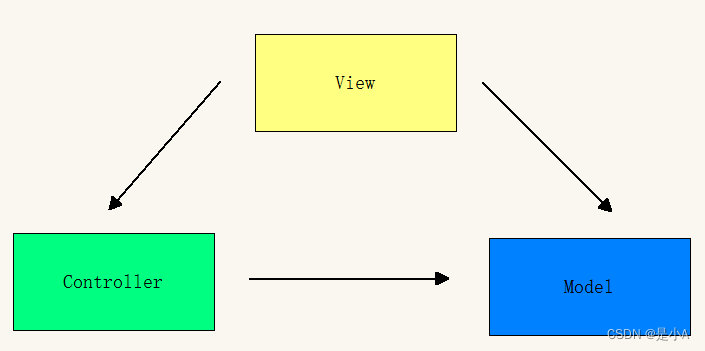 View
Controller
Model
CSDN @是小A